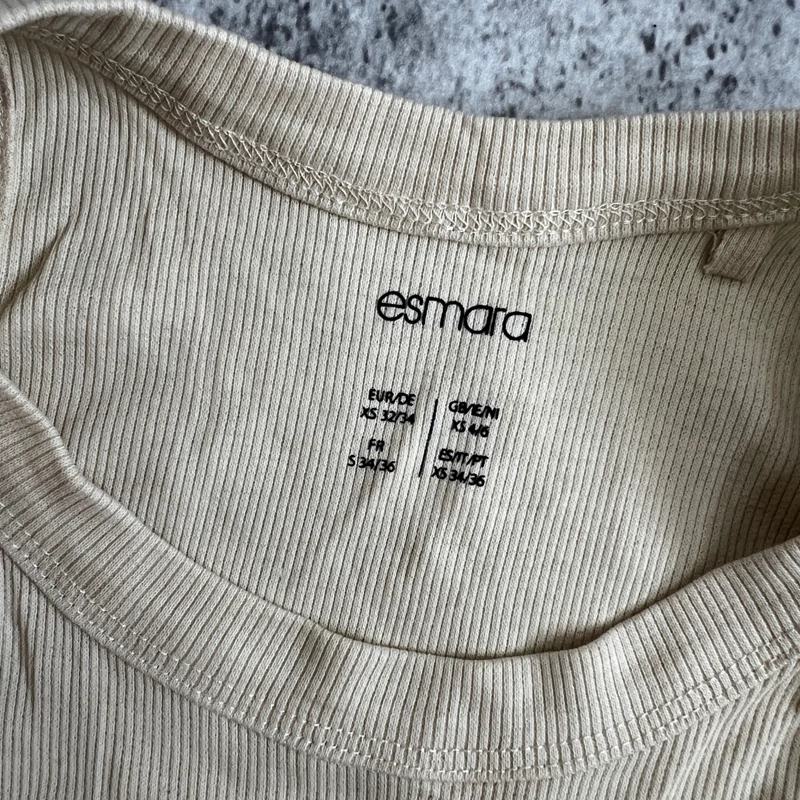 esmara
EUR/DE
XS 32/34
FR
S 34/36
GB/IE/NI
XS 4/6
ES/IT/PT
XS 34/36